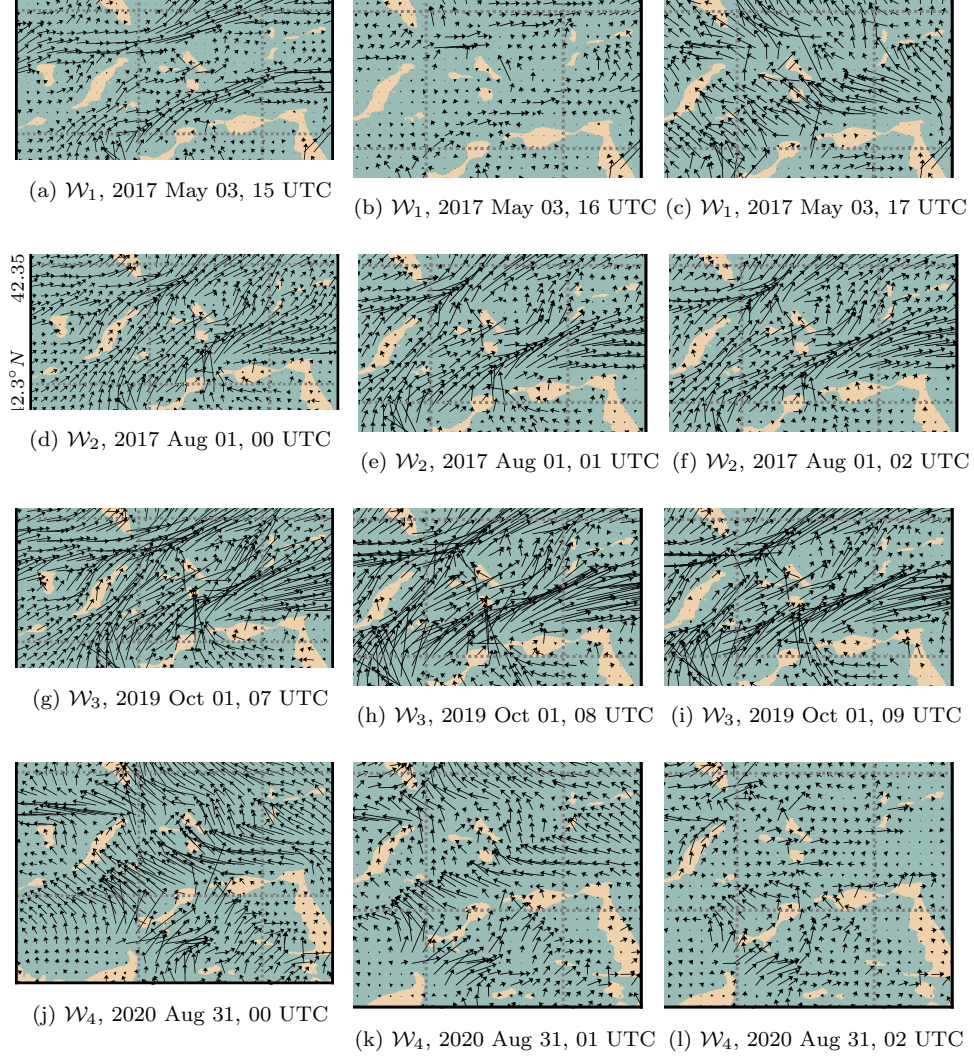 (a) 𝒲₁, 2017 May 03, 15 UTC
(b) 𝒲₁, 2017 May 03, 16 UTC
(c) 𝒲₁, 2017 May 03, 17 UTC
42.35
42.3° N
(d) 𝒲₂, 2017 Aug 01, 00 UTC
(e) 𝒲₂, 2017 Aug 01, 01 UTC
(f) 𝒲₂, 2017 Aug 01, 02 UTC
(g) 𝒲₃, 2019 Oct 01, 07 UTC
(h) 𝒲₃, 2019 Oct 01, 08 UTC
(i) 𝒲₃, 2019 Oct 01, 09 UTC
(j) 𝒲₄, 2020 Aug 31, 00 UTC
(k) 𝒲₄, 2020 Aug 31, 01 UTC
(l) 𝒲₄, 2020 Aug 31, 02 UTC